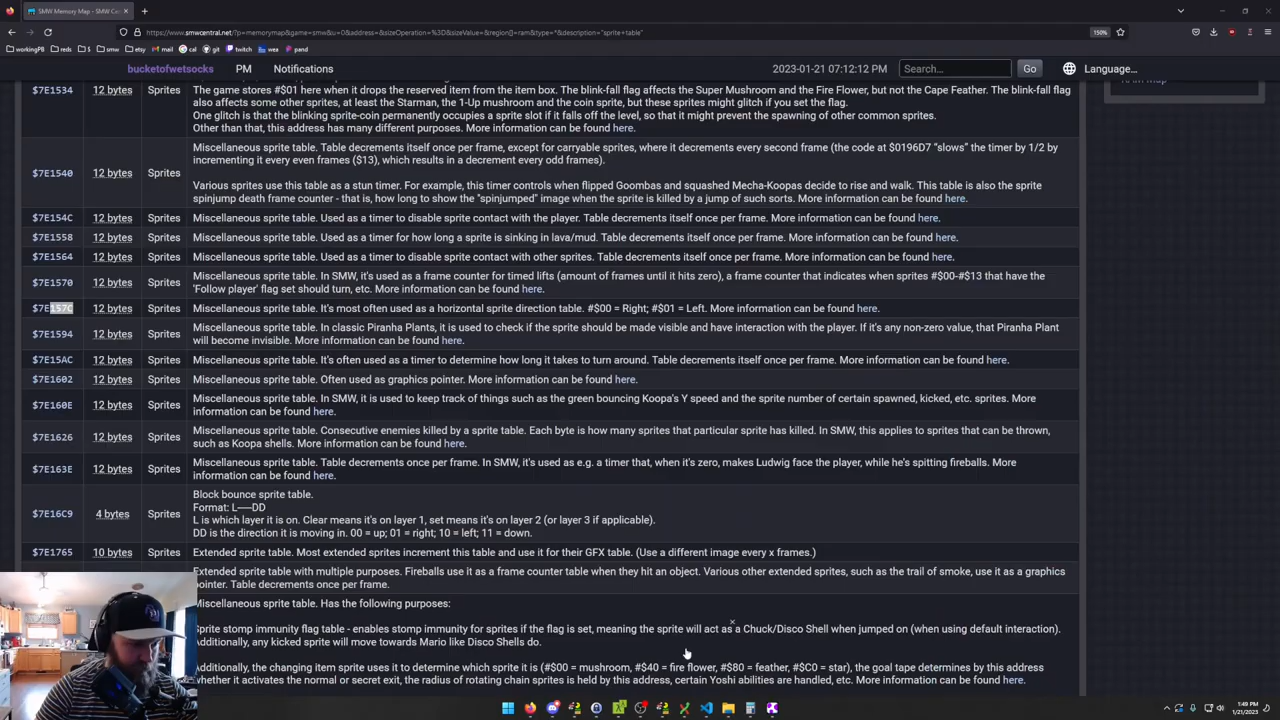 SMW Memory Map - SMW Cen ×
https://www.smwcentral.net/?p=memorymap&game=smw&u=0&address=&sizeOperation=%3D&sizeValue=&region[]=ram&type=*&description="sprite+table"
150%
workingPB reds $ smw etsy mail cal git twitch wea pand
bucketofwetsocks PM Notifications 2023-01-21 07:12:12 PM Search... Go Language...
$7E1534 12 bytes Sprites
The game stores #$01 here when it drops the reserved item from the item box. The blink-fall flag affects the Super Mushroom and the Fire Flower, but not the Cape Feather. The blink-fall flag
also affects some other sprites, at least the Starman, the 1-Up mushroom and the coin sprite, but these sprites might glitch if you set the flag.
One glitch is that the blinking sprite-coin permanently occupies a sprite slot if it falls off the level, so that it might prevent the spawning of other common sprites.
Other than that, this address has many different purposes. More information can be found here.
$7E1540 12 bytes Sprites
Miscellaneous sprite table. Table decrements itself once per frame, except for carryable sprites, where it decrements every second frame (the code at $0196D7 "slows" the timer by 1/2 by
incrementing it every even frames ($13), which results in a decrement every odd frames).
Various sprites use this table as a stun timer. For example, this timer controls when flipped Goombas and squashed Mecha-Koopas decide to rise and walk. This table is also the sprite
spinjump death frame counter - that is, how long to show the "spinjumped" image when the sprite is killed by a jump of such sorts. More information can be found here.
$7E154C 12 bytes Sprites Miscellaneous sprite table. Used as a timer to disable sprite contact with the player. Table decrements itself once per frame. More information can be found here.
$7E1558 12 bytes Sprites Miscellaneous sprite table. Used as a timer for how long a sprite is sinking in lava/mud. Table decrements itself once per frame. More information can be found here.
$7E1564 12 bytes Sprites Miscellaneous sprite table. Used as a timer to disable sprite contact with other sprites. Table decrements itself once per frame. More information can be found here.
$7E1570 12 bytes Sprites Miscellaneous sprite table. In SMW, it's used as a frame counter for timed lifts (amount of frames until it hits zero), a frame counter that indicates when sprites #$00-#$13 that have the
'Follow player' flag set should turn, etc. More information can be found here.
$7E157C 12 bytes Sprites Miscellaneous sprite table. It's most often used as a horizontal sprite direction table. #$00 = Right; #$01 = Left. More information can be found here.
$7E1594 12 bytes Sprites Miscellaneous sprite table. In classic Piranha Plants, it is used to check if the sprite should be made visible and have interaction with the player. If it's any non-zero value, that Piranha Plant
will become invisible. More information can be found here.
$7E15AC 12 bytes Sprites Miscellaneous sprite table. It's often used as a timer to determine how long it takes to turn around. Table decrements itself once per frame. More information can be found here.
$7E1602 12 bytes Sprites Miscellaneous sprite table. Often used as graphics pointer. More information can be found here.
$7E160E 12 bytes Sprites Miscellaneous sprite table. In SMW, it is used to keep track of things such as the green bouncing Koopa's Y speed and the sprite number of certain spawned, kicked, etc. sprites. More
information can be found here.
$7E1626 12 bytes Sprites Miscellaneous sprite table. Consecutive enemies killed by a sprite table. Each byte is how many sprites that particular sprite has killed. In SMW, this applies to sprites that can be thrown,
such as Koopa shells. More information can be found here.
$7E163E 12 bytes Sprites Miscellaneous sprite table. Table decrements once per frame. In SMW, it's used as e.g. a timer that, when it's zero, makes Ludwig face the player, while he's spitting fireballs. More
information can be found here.
$7E16C9 4 bytes Sprites Block bounce sprite table.
Format: L-----DD
L is which layer it is on. Clear means it's on layer 1, set means it's on layer 2 (or layer 3 if applicable).
DD is the direction it is moving in. 00 = up; 01 = right; 10 = left; 11 = down.
$7E1765 10 bytes Sprites Extended sprite table. Most extended sprites increment this table and use it for their GFX table. (Use a different image every x frames.)
Extended sprite table with multiple purposes. Fireballs use it as a frame counter table when they hit an object. Various other extended sprites, such as the trail of smoke, use it as a graphics
pointer. Table decrements once per frame.
Miscellaneous sprite table. Has the following purposes:
Sprite stomp immunity flag table - enables stomp immunity for sprites if the flag is set, meaning the sprite will act as a Chuck/Disco Shell when jumped on (when using default interaction).
Additionally, any kicked sprite will move towards Mario like Disco Shells do.
Additionally, the changing item sprite uses it to determine which sprite it is (#$00 = mushroom, #$40 = fire flower, #$80 = feather, #$C0 = star), the goal tape determines by this address
whether it activates the normal or secret exit, the radius of rotating chain sprites is held by this address, certain Yoshi abilities are handled, etc. More information can be found here.
1:49 PM
1/21/2023